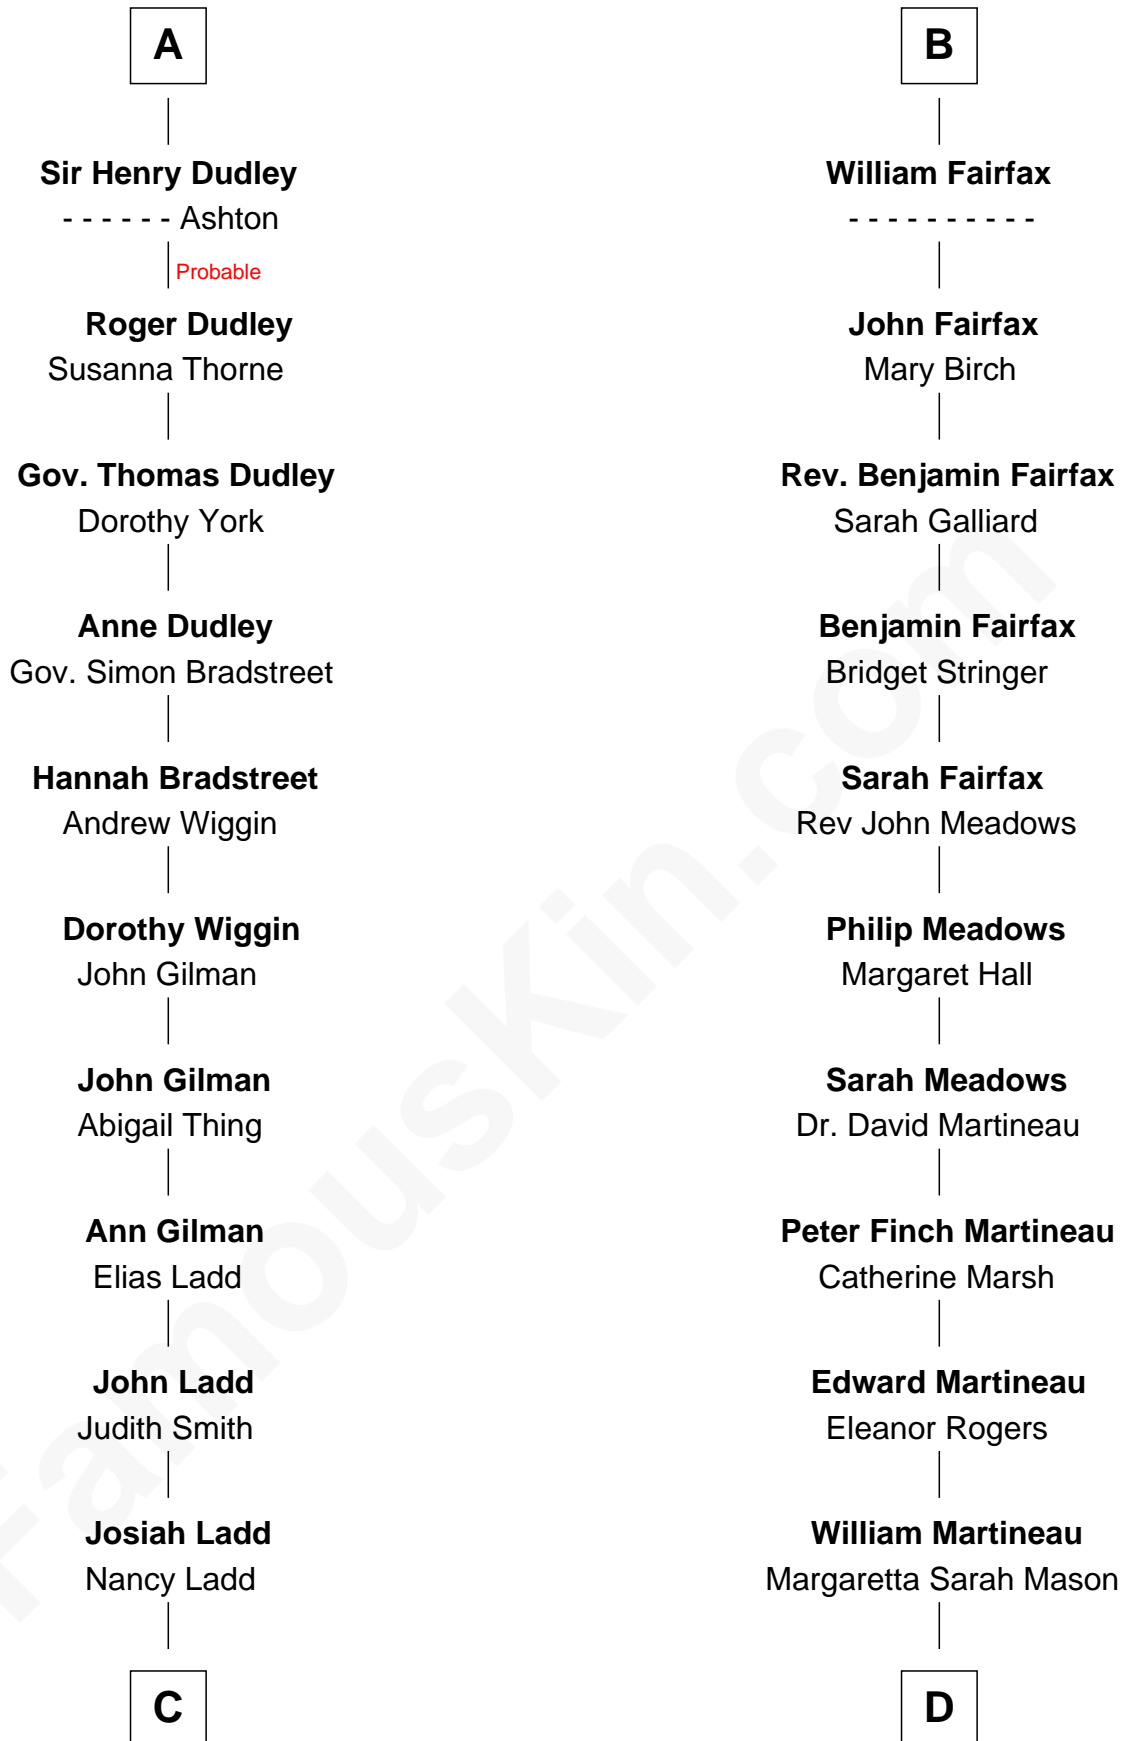 A
Sir Henry Dudley
- - - - - - Ashton
Probable
Roger Dudley
Susanna Thorne
Gov. Thomas Dudley
Dorothy York
Anne Dudley
Gov. Simon Bradstreet
Hannah Bradstreet
Andrew Wiggin
Dorothy Wiggin
John Gilman
John Gilman
Abigail Thing
Ann Gilman
Elias Ladd
John Ladd
Judith Smith
Josiah Ladd
Nancy Ladd
C
B
William Fairfax
- - - - - - - - - -
John Fairfax
Mary Birch
Rev. Benjamin Fairfax
Sarah Galliard
Benjamin Fairfax
Bridget Stringer
Sarah Fairfax
Rev John Meadows
Philip Meadows
Margaret Hall
Sarah Meadows
Dr. David Martineau
Peter Finch Martineau
Catherine Marsh
Edward Martineau
Eleanor Rogers
William Martineau
Margaretta Sarah Mason
D
FamousKin.com